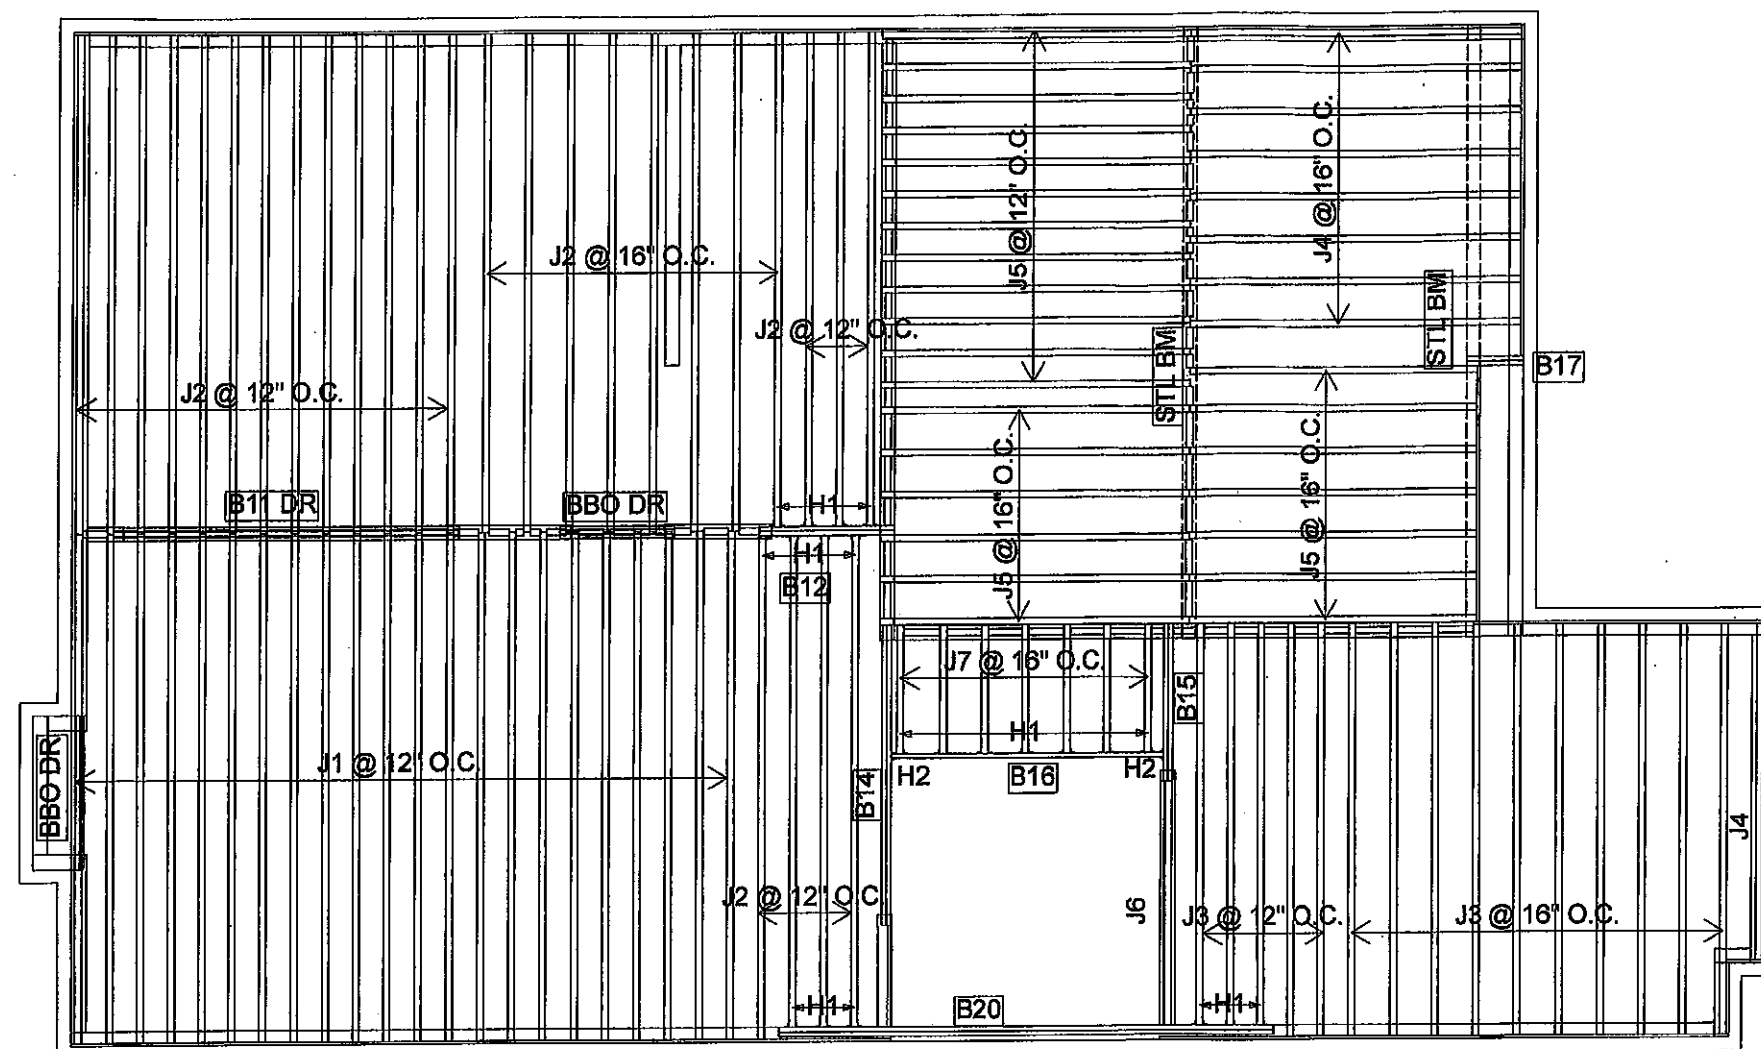 J5 @ 12" O.C.
J4 @ 16" O.C.
J2 @ 16" O.C.
J2 @ 12" O.C.
STL BM
STL BM
B17
J2 @ 12" O.C.
B11 DR
BBO DR
H1
J5 @ 16" O.C.
J5 @ 16" O.C.
H1
B12
J7 @ 16" O.C.
B15
H1
BBO DR
J1 @ 12" O.C.
B14
H2
B16
H2
J4
J2 @ 12" O.C.
J6
J3 @ 12" O.C.
J3 @ 16" O.C.
H1
B20
H1